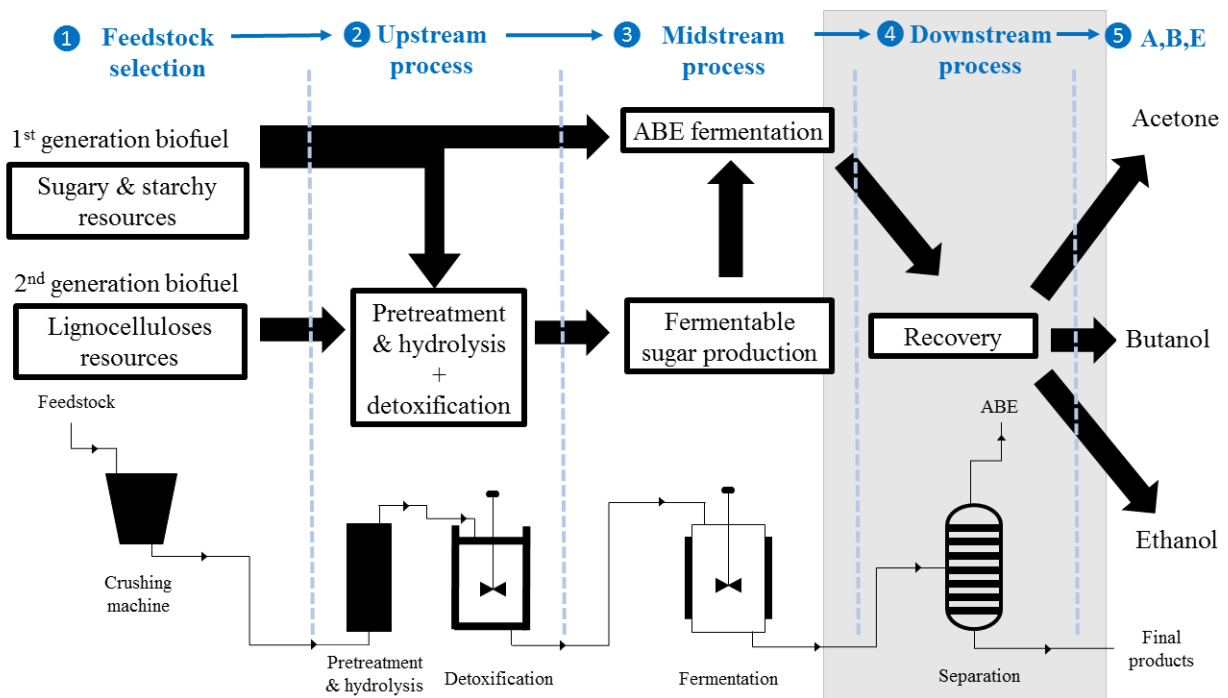 1 Feedstock
selection
2 Upstream
process
3 Midstream
process
4 Downstream
process
5 A,B,E
1st generation biofuel
Sugary & starchy
resources
2nd generation biofuel
Lignocelluloses
resources
Pretreatment
& hydrolysis
+
detoxification
ABE fermentation
Fermentable
sugar production
Recovery
Acetone
Butanol
Ethanol
Feedstock
Crushing
machine
Pretreatment
& hydrolysis
Detoxification
Fermentation
ABE
Separation
Final
products